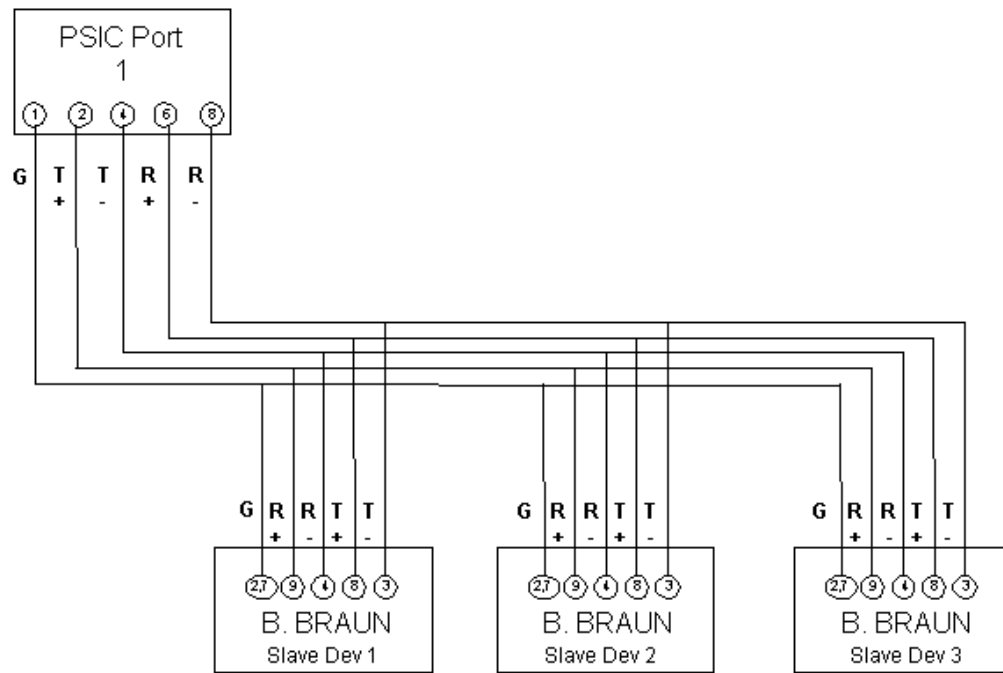 PSIC Port
1
1 2 4 6 8
G T T R R
+ - + -
G R R T T
+ - + -
G R R T T
+ - + -
G R R T T
+ - + -
2,7 9 4 8 3
B. BRAUN
Slave Dev 1
2,7 9 4 8 3
B. BRAUN
Slave Dev 2
2,7 9 4 8 3
B. BRAUN
Slave Dev 3